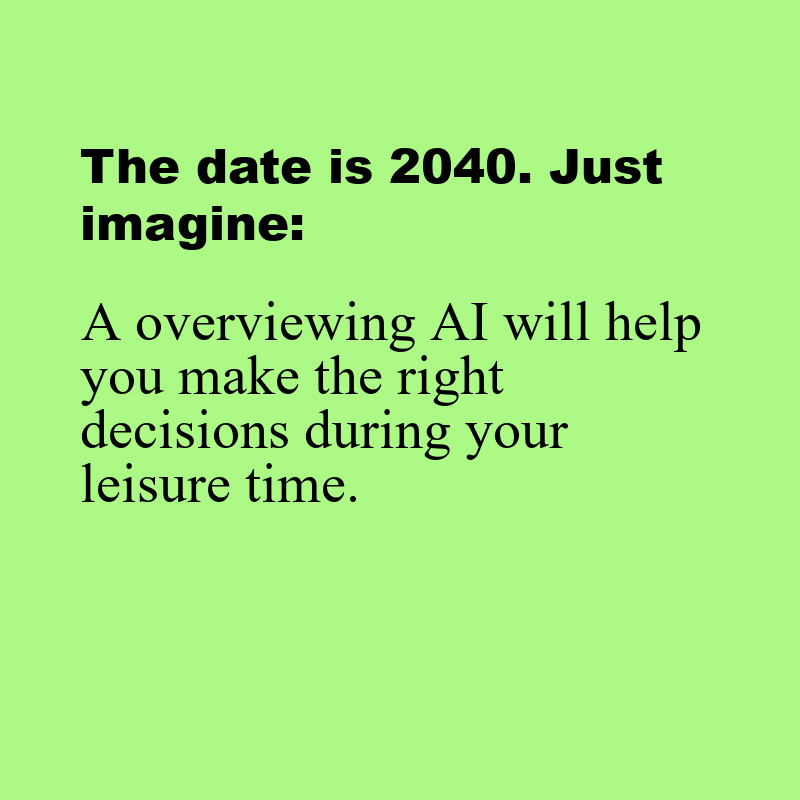 The date is 2040. Just
imagine:
A overviewing AI will help
you make the right
decisions during your
leisure time.